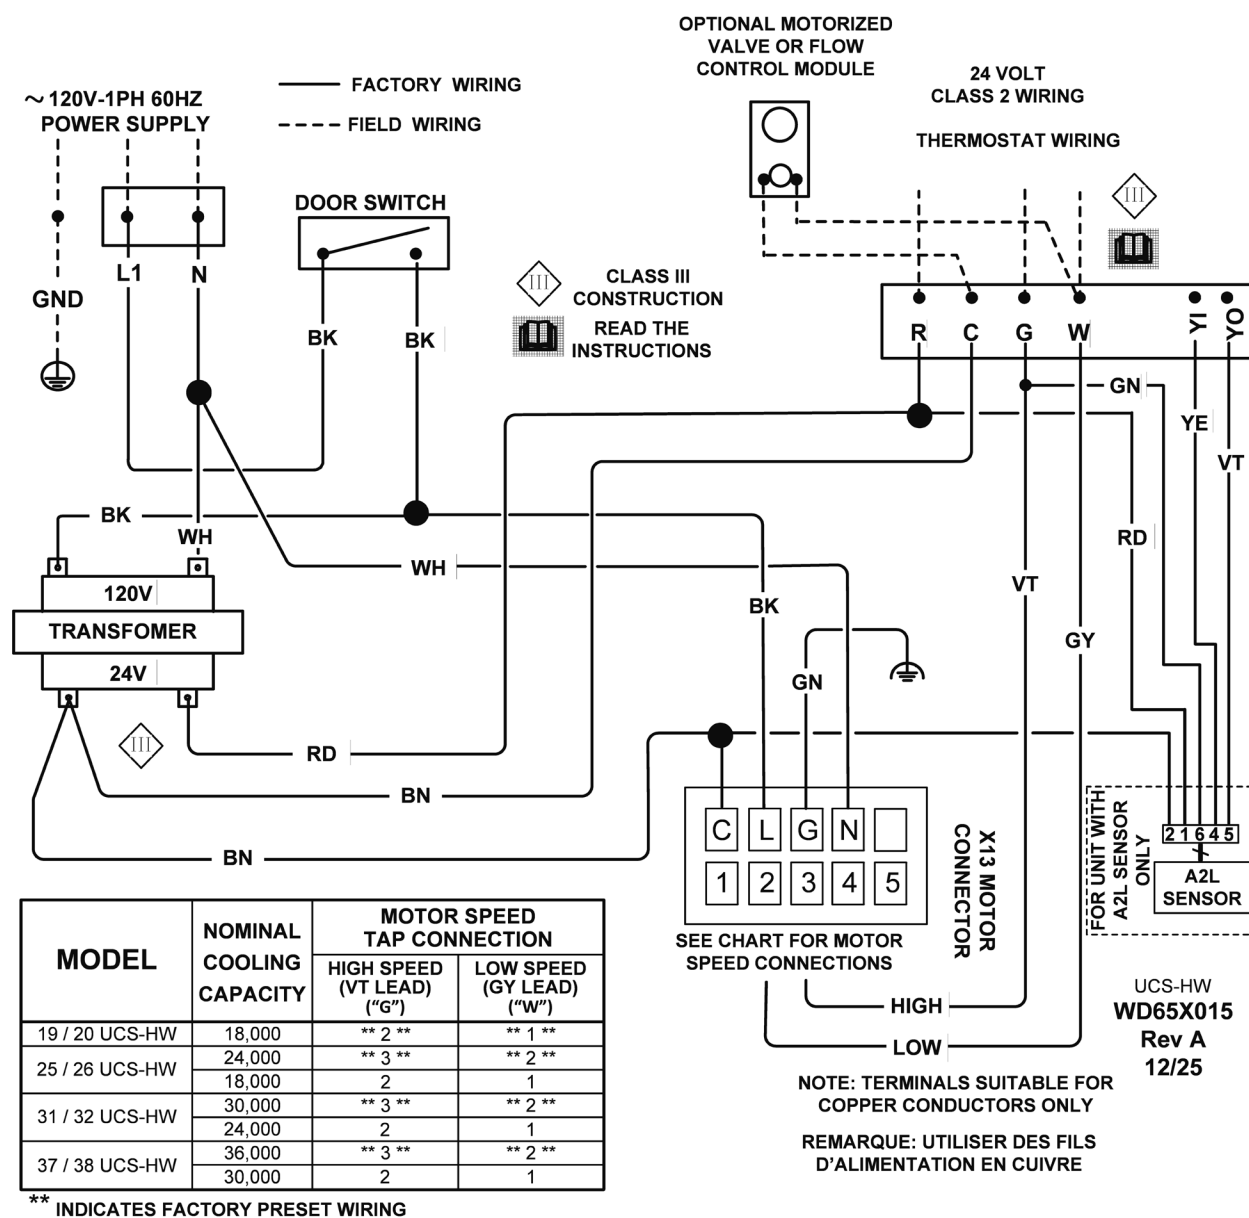 OPTIONAL MOTORIZED
VALVE OR FLOW
CONTROL MODULE
24 VOLT
CLASS 2 WIRING
THERMOSTAT WIRING
FACTORY WIRING
FIELD WIRING
~ 120V-1PH 60HZ
POWER SUPPLY
DOOR SWITCH
L1
N
GND
III
CLASS III
CONSTRUCTION
READ THE
INSTRUCTIONS
III
R
C
G
W
YI
YO
BK
BK
GN
YE
VT
BK
WH
WH
RD
VT
BK
GY
GN
120V
TRANSFOMER
24V
III
RD
BN
BN
C
L
G
N
1
2
3
4
5
X13 MOTOR
CONNECTOR
SEE CHART FOR MOTOR
SPEED CONNECTIONS
HIGH
LOW
FOR UNIT WITH
A2L SENSOR
ONLY
2 1 6 4 5
A2L
SENSOR
UCS-HW
WD65X015
Rev A
12/25
NOTE: TERMINALS SUITABLE FOR
COPPER CONDUCTORS ONLY
REMARQUE: UTILISER DES FILS
D'ALIMENTATION EN CUIVRE
MODEL
NOMINAL
COOLING
CAPACITY
MOTOR SPEED
TAP CONNECTION
HIGH SPEED
(VT LEAD)
("G")
LOW SPEED
(GY LEAD)
("W")
19 / 20 UCS-HW 18,000 ** 2 ** ** 1 **
25 / 26 UCS-HW 24,000 ** 3 ** ** 2 **
18,000 2 1
31 / 32 UCS-HW 30,000 ** 3 ** ** 2 **
24,000 2 1
37 / 38 UCS-HW 36,000 ** 3 ** ** 2 **
30,000 2 1
** INDICATES FACTORY PRESET WIRING